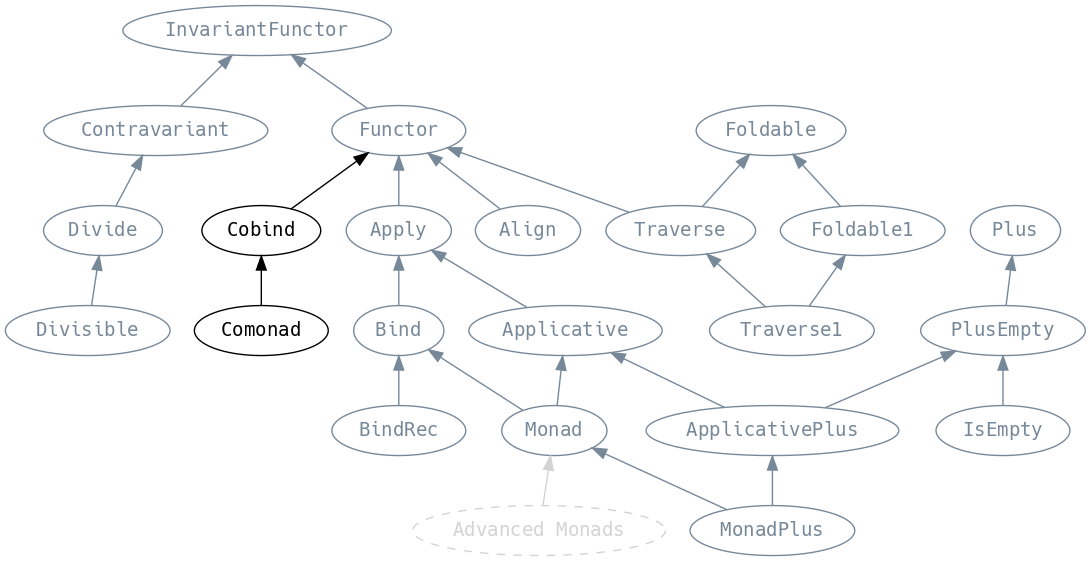 InvariantFunctor
Contravariant
Functor
Foldable
Divide
Cobind
Apply
Align
Traverse
Foldable1
Plus
Divisible
Comonad
Bind
Applicative
Traverse1
PlusEmpty
BindRec
Monad
ApplicativePlus
IsEmpty
Advanced Monads
MonadPlus